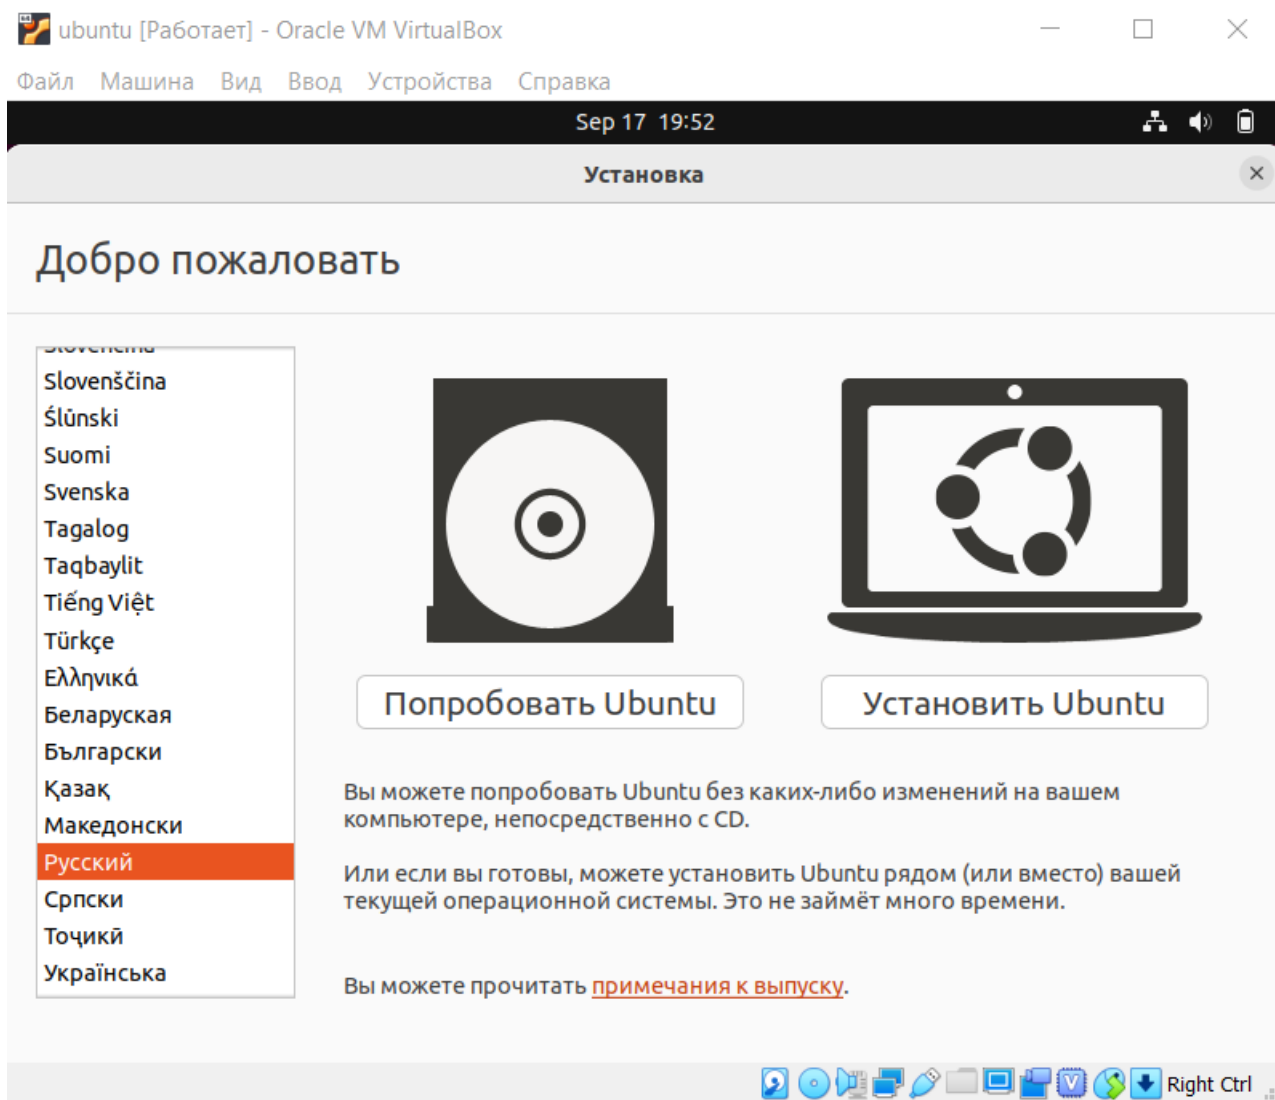 ubuntu [Работает] - Oracle VM VirtualBox
Файл Машина Вид Ввод Устройства Справка
Sep 17 19:52
Установка
Добро пожаловать
Slovenščina
Ślůnski
Suomi
Svenska
Tagalog
Taqbaylit
Tiếng Việt
Türkçe
Ελληνικά
Беларуская
Български
Қазақ
Македонски
Русский
Српски
Тоҷикӣ
Українська
Попробовать Ubuntu
Установить Ubuntu
Вы можете попробовать Ubuntu без каких-либо изменений на вашем
компьютере, непосредственно с CD.
Или если вы готовы, можете установить Ubuntu рядом (или вместо) вашей
текущей операционной системы. Это не займёт много времени.
Вы можете прочитать примечания к выпуску.
Right Ctrl